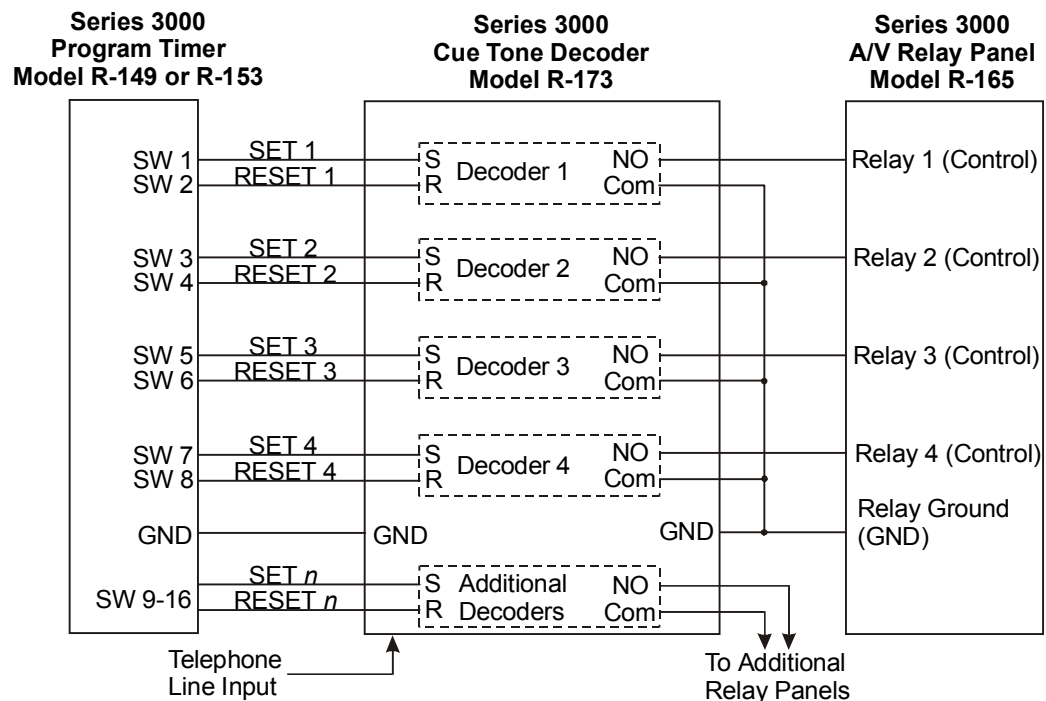 Series 3000
Program Timer
Model R-149 or R-153
Series 3000
Cue Tone Decoder
Model R-173
Series 3000
A/V Relay Panel
Model R-165
SW 1
SET 1
S
Decoder 1
NO
Relay 1 (Control)
SW 2
RESET 1
R
Com
SW 3
SET 2
S
Decoder 2
NO
Relay 2 (Control)
SW 4
RESET 2
R
Com
SW 5
SET 3
S
Decoder 3
NO
Relay 3 (Control)
SW 6
RESET 3
R
Com
SW 7
SET 4
S
Decoder 4
NO
Relay 4 (Control)
SW 8
RESET 4
R
Com
GND
GND
GND
Relay Ground
(GND)
SW 9-16
SET n
RESET n
S
R
Additional
Decoders
NO
Com
Telephone
Line Input
To Additional
Relay Panels